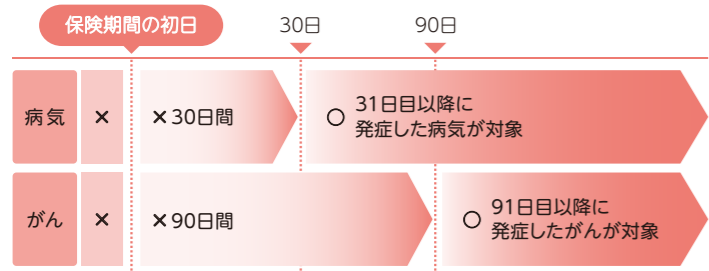 保険期間の初日
30日
90日
病気
×
×30日間
○
31日目以降に
発症した病気が対象
がん
×
×90日間
○
91日目以降に
発症したがんが対象